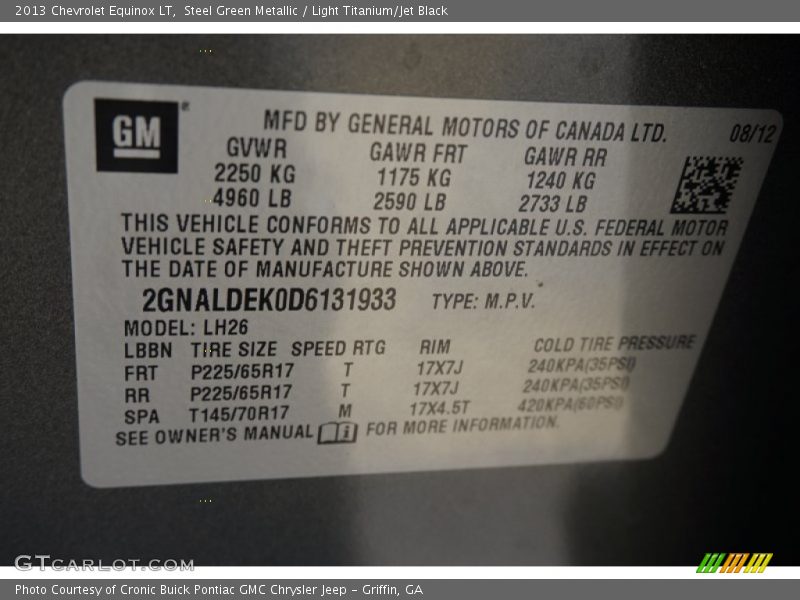 2013 Chevrolet Equinox LT,  Steel Green Metallic / Light Titanium/Jet Black
GM ®
MFD BY GENERAL MOTORS OF CANADA LTD. 08/12
GVWR GAWR FRT GAWR RR
2250 KG 1175 KG 1240 KG
4960 LB 2590 LB 2733 LB
THIS VEHICLE CONFORMS TO ALL APPLICABLE U.S. FEDERAL MOTOR
VEHICLE SAFETY AND THEFT PREVENTION STANDARDS IN EFFECT ON
THE DATE OF MANUFACTURE SHOWN ABOVE.
2GNALDEK0D6131933 TYPE: M.P.V.
MODEL: LH26
LBBN TIRE SIZE SPEED RTG RIM COLD TIRE PRESSURE
FRT P225/65R17 T 17X7J 240KPA(35PSI)
RR P225/65R17 T 17X7J 240KPA(35PSI)
SPA T145/70R17 M 17X4.5T 420KPA(60PSI)
SEE OWNER'S MANUAL i FOR MORE INFORMATION.
GTCARLOT.COM
Photo Courtesy of Cronic Buick Pontiac GMC Chrysler Jeep - Griffin, GA